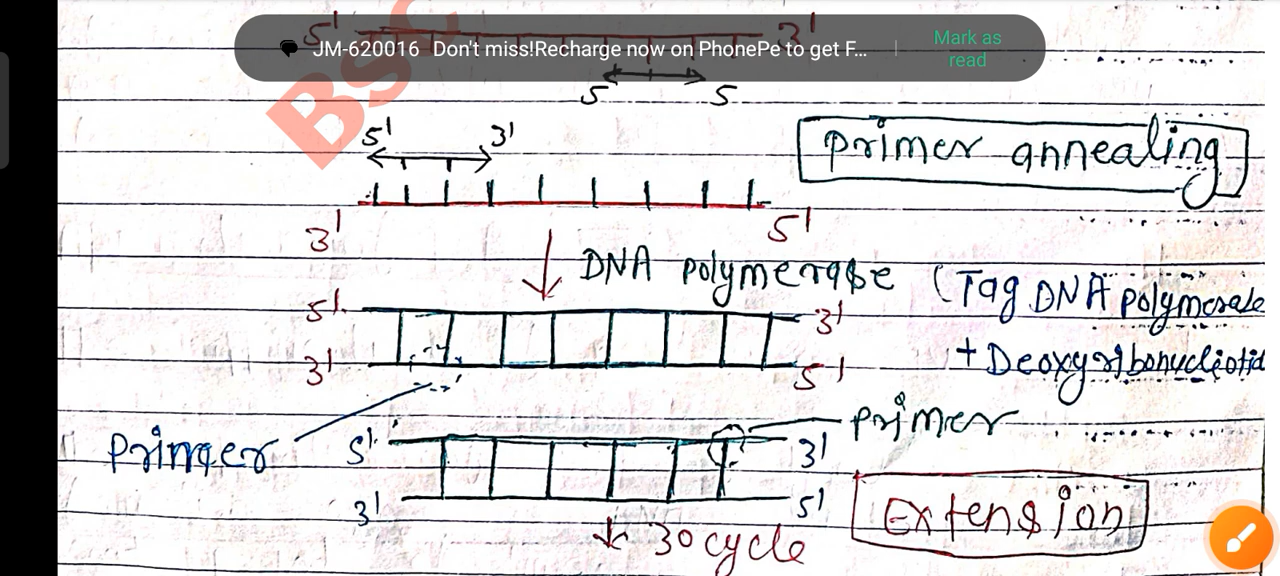 JM-620016 Don't miss!Recharge now on PhonePe to get F... Mark as read
BSC
5' 3'
5 5
5' 3'
Primer annealing
3' 5'
DNA polymerase (Taq DNA polymerase
+ Deoxyribonucleotid
5' 3'
3' 5'
Primer
Primer
5' 3'
3' 5'
Extension
30 cycle